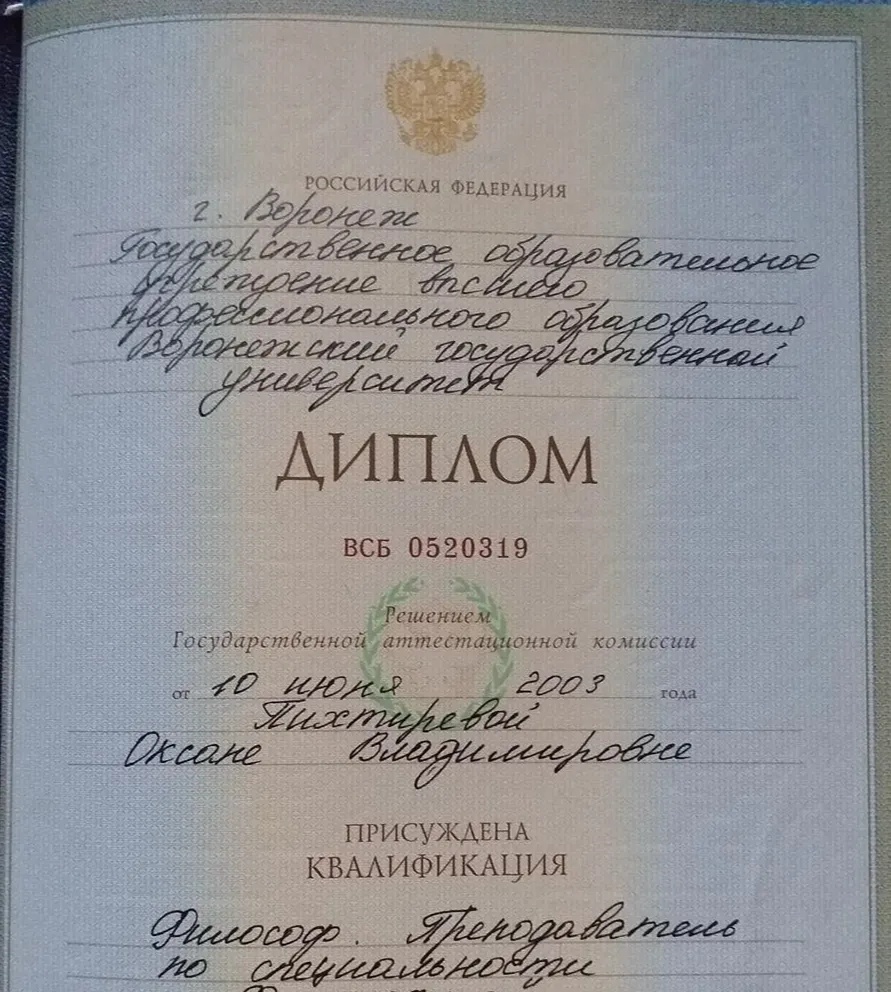 РОССИЙСКАЯ ФЕДЕРАЦИЯ
г. Воронеж
Государственное образовательное
учреждение высшего
профессионального образования
Воронежский государственный
университет
ДИПЛОМ
ВСБ 0520319
Решением
Государственной аттестационной комиссии
от 10 июня 2003 года
Пихтиревой
Оксане Владимировне
ПРИСУЖДЕНА
КВАЛИФИКАЦИЯ
Философ. Преподаватель
по специальности